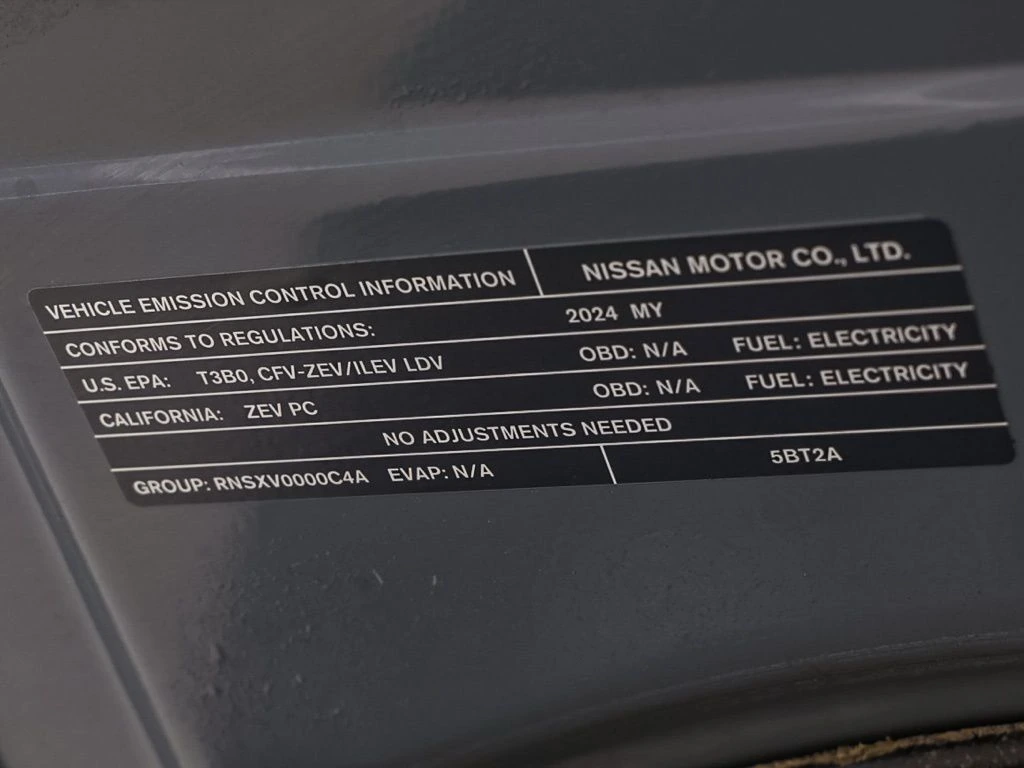 VEHICLE EMISSION CONTROL INFORMATION NISSAN MOTOR CO., LTD.
CONFORMS TO REGULATIONS: 2024 MY
U.S. EPA: T3B0, CFV-ZEV/ILEV LDV OBD: N/A FUEL: ELECTRICITY
CALIFORNIA: ZEV PC OBD: N/A FUEL: ELECTRICITY
NO ADJUSTMENTS NEEDED
GROUP: RNSXV0000C4A EVAP: N/A 5BT2A